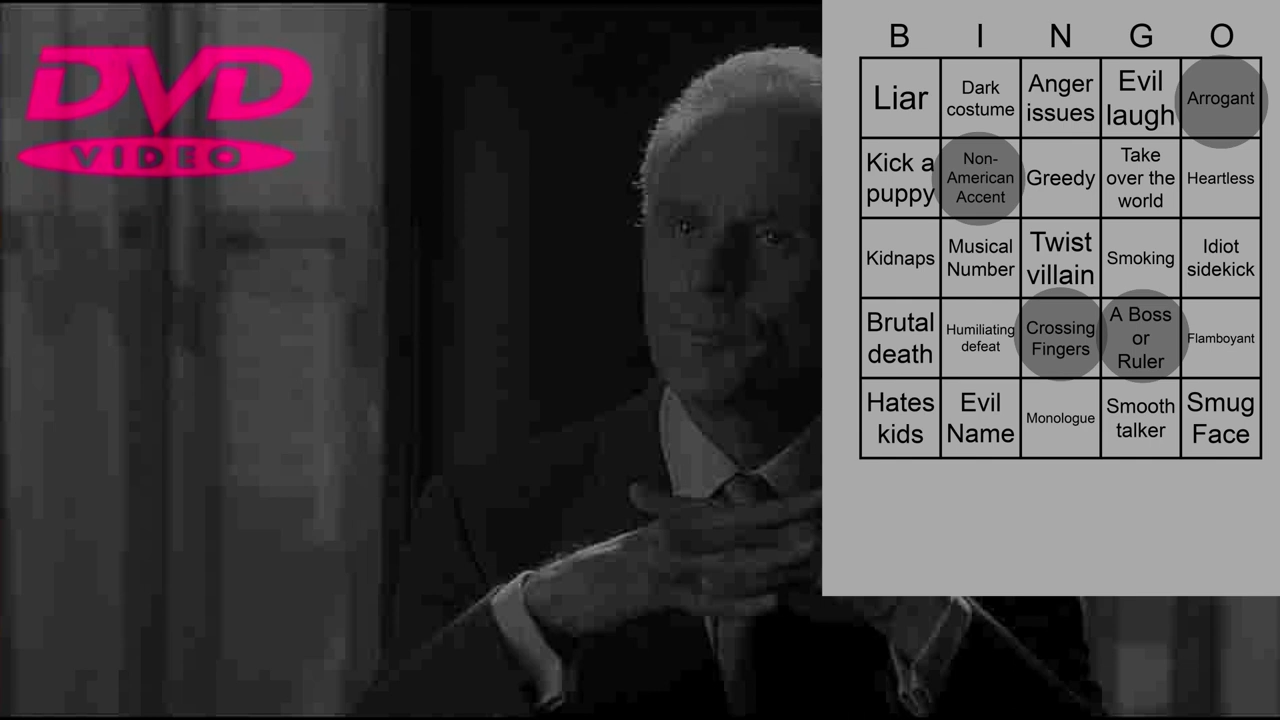 DVD
VIDEO
B I N G O
Liar
Dark
costume
Anger
issues
Evil
laugh
Arrogant
Kick a
puppy
Non-
American
Accent
Greedy
Take
over the
world
Heartless
Kidnaps
Musical
Number
Twist
villain
Smoking
Idiot
sidekick
Brutal
death
Humiliating
defeat
Crossing
Fingers
A Boss
or
Ruler
Flamboyant
Hates
kids
Evil
Name
Monologue
Smooth
talker
Smug
Face